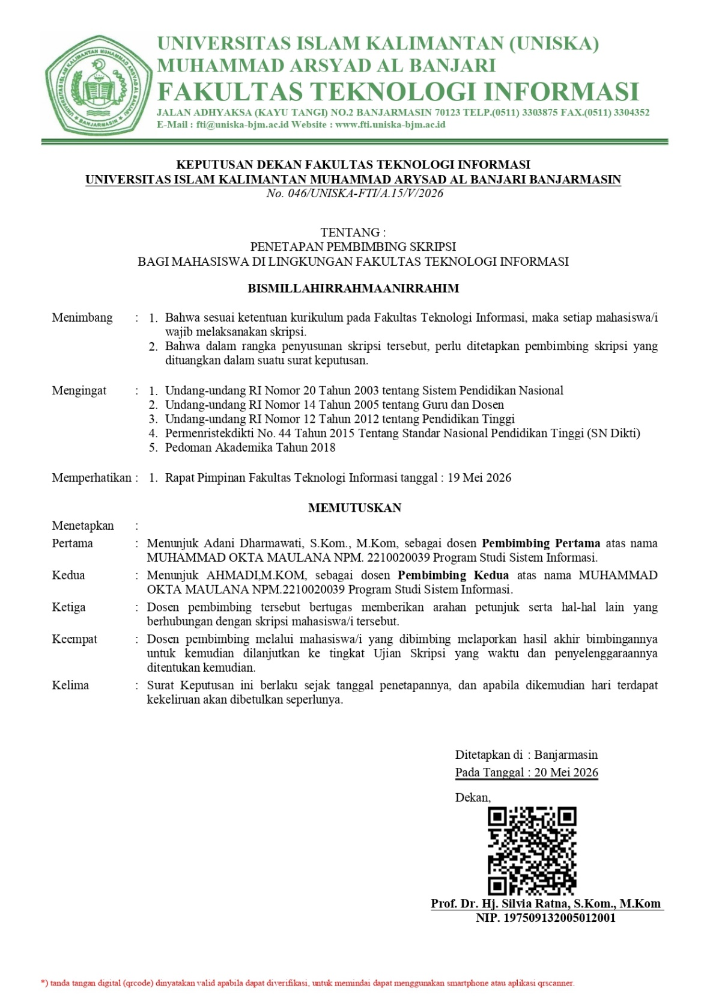 UNIVERSITAS ISLAM KALIMANTAN MUHAMMAD ARSYAD AL BANJARI
BANJARMASIN
UNIVERSITAS ISLAM KALIMANTAN (UNISKA)
MUHAMMAD ARSYAD AL BANJARI
FAKULTAS TEKNOLOGI INFORMASI
JALAN ADHYAKSA (KAYU TANGI) NO.2 BANJARMASIN 70123 TELP.(0511) 3303875 FAX.(0511) 3304352
E-Mail : fti@uniska-bjm.ac.id Website : www.fti.uniska-bjm.ac.id
KEPUTUSAN DEKAN FAKULTAS TEKNOLOGI INFORMASI
UNIVERSITAS ISLAM KALIMANTAN MUHAMMAD ARYSAD AL BANJARI BANJARMASIN
No. 046/UNISKA-FTI/A.15/V/2026
TENTANG :
PENETAPAN PEMBIMBING SKRIPSI
BAGI MAHASISWA DI LINGKUNGAN FAKULTAS TEKNOLOGI INFORMASI
BISMILLAHIRRAHMAANIRRAHIM
Menimbang : 1. Bahwa sesuai ketentuan kurikulum pada Fakultas Teknologi Informasi, maka setiap mahasiswa/i
wajib melaksanakan skripsi.
2. Bahwa dalam rangka penyusunan skripsi tersebut, perlu ditetapkan pembimbing skripsi yang
dituangkan dalam suatu surat keputusan.
Mengingat : 1. Undang-undang RI Nomor 20 Tahun 2003 tentang Sistem Pendidikan Nasional
2. Undang-undang RI Nomor 14 Tahun 2005 tentang Guru dan Dosen
3. Undang-undang RI Nomor 12 Tahun 2012 tentang Pendidikan Tinggi
4. Permenristekdikti No. 44 Tahun 2015 Tentang Standar Nasional Pendidikan Tinggi (SN Dikti)
5. Pedoman Akademika Tahun 2018
Memperhatikan : 1. Rapat Pimpinan Fakultas Teknologi Informasi tanggal : 19 Mei 2026
MEMUTUSKAN
Menetapkan :
Pertama : Menunjuk Adani Dharmawati, S.Kom., M.Kom, sebagai dosen Pembimbing Pertama atas nama
MUHAMMAD OKTA MAULANA NPM. 2210020039 Program Studi Sistem Informasi.
Kedua : Menunjuk AHMADI,M.KOM, sebagai dosen Pembimbing Kedua atas nama MUHAMMAD
OKTA MAULANA NPM.2210020039 Program Studi Sistem Informasi.
Ketiga : Dosen pembimbing tersebut bertugas memberikan arahan petunjuk serta hal-hal lain yang
berhubungan dengan skripsi mahasiswa/i tersebut.
Keempat : Dosen pembimbing melalui mahasiswa/i yang dibimbing melaporkan hasil akhir bimbingannya
untuk kemudian dilanjutkan ke tingkat Ujian Skripsi yang waktu dan penyelenggaraannya
ditentukan kemudian.
Kelima : Surat Keputusan ini berlaku sejak tanggal penetapannya, dan apabila dikemudian hari terdapat
kekeliruan akan dibetulkan seperlunya.
Ditetapkan di : Banjarmasin
Pada Tanggal : 20 Mei 2026
Dekan,
Prof. Dr. Hj. Silvia Ratna, S.Kom., M.Kom
NIP. 197509132005012001
*) tanda tangan digital (qrcode) dinyatakan valid apabila dapat diverifikasi, untuk memindai dapat menggunakan smartphone atau aplikasi qrscanner.